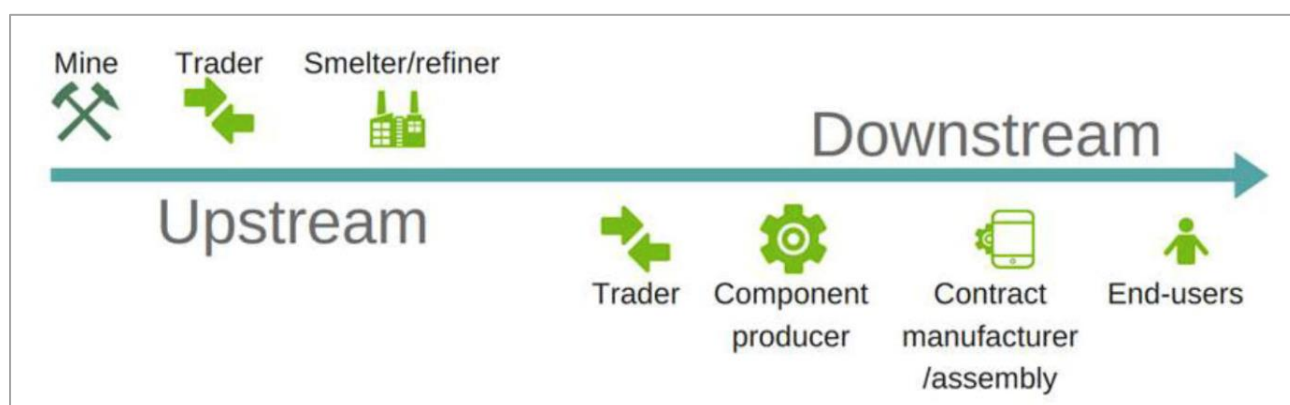 Mine Trader Smelter/refiner
Downstream
Upstream
Trader Component Contract End-users
producer manufacturer
/assembly